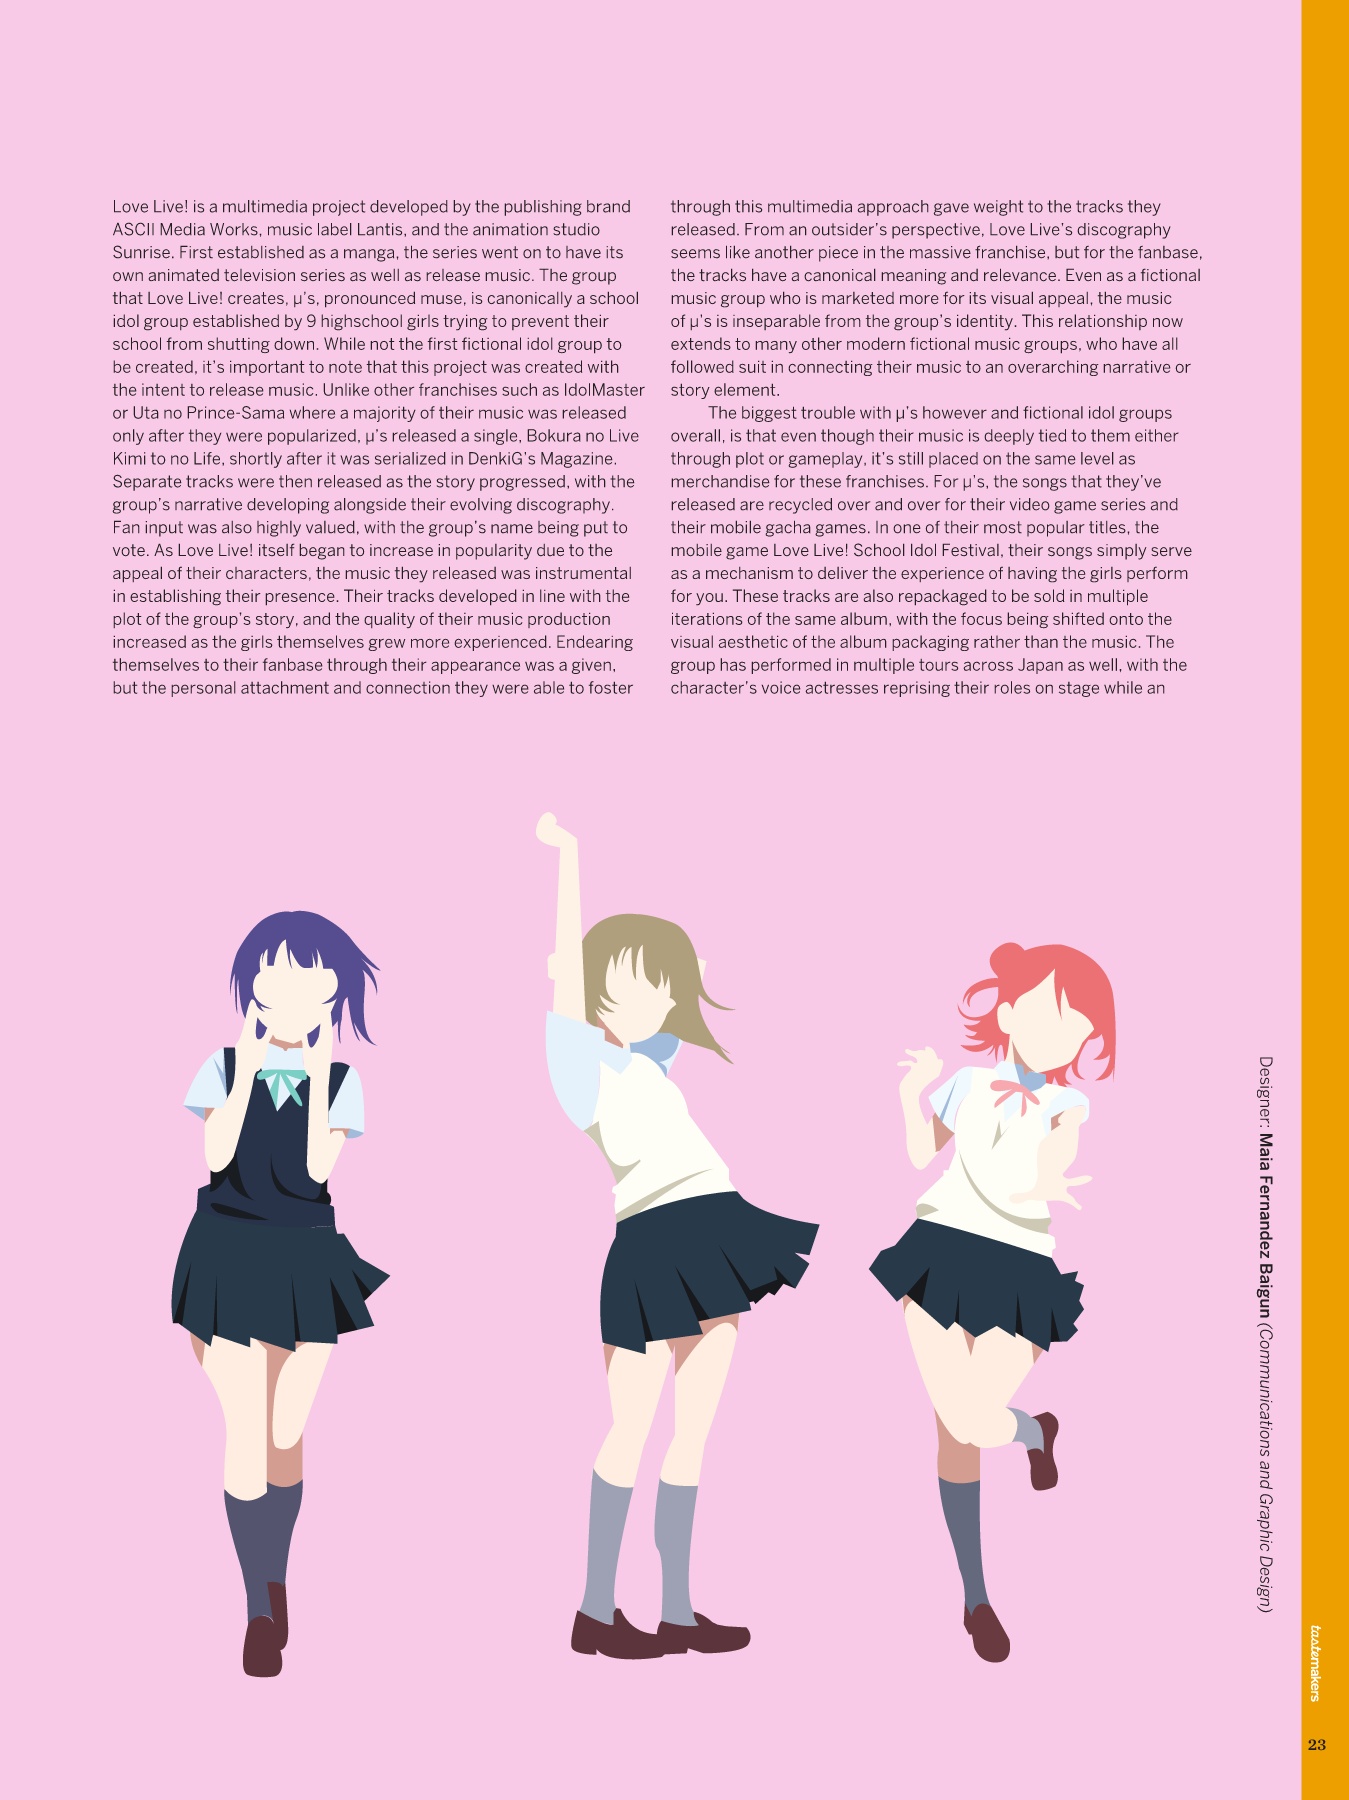 Love Live! is a multimedia project developed by the publishing brand
ASCII Media Works, music label Lantis, and the animation studio
Sunrise. First established as a manga, the series went on to have its
own animated television series as well as release music. The group
that Love Live! creates, µ's, pronounced muse, is canonically a school
idol group established by 9 highschool girls trying to prevent their
school from shutting down. While not the first fictional idol group to
be created, it's important to note that this project was created with
the intent to release music. Unlike other franchises such as IdolMaster
or Uta no Prince-Sama where a majority of their music was released
only after they were popularized, µ's released a single, Bokura no Live
Kimi to no Life, shortly after it was serialized in DenkiG's Magazine.
Separate tracks were then released as the story progressed, with the
group's narrative developing alongside their evolving discography.
Fan input was also highly valued, with the group's name being put to
vote. As Love Live! itself began to increase in popularity due to the
appeal of their characters, the music they released was instrumental
in establishing their presence. Their tracks developed in line with the
plot of the group's story, and the quality of their music production
increased as the girls themselves grew more experienced. Endearing
themselves to their fanbase through their appearance was a given,
but the personal attachment and connection they were able to foster
through this multimedia approach gave weight to the tracks they
released. From an outsider's perspective, Love Live's discography
seems like another piece in the massive franchise, but for the fanbase,
the tracks have a canonical meaning and relevance. Even as a fictional
music group who is marketed more for its visual appeal, the music
of µ's is inseparable from the group's identity. This relationship now
extends to many other modern fictional music groups, who have all
followed suit in connecting their music to an overarching narrative or
story element.
The biggest trouble with µ's however and fictional idol groups
overall, is that even though their music is deeply tied to them either
through plot or gameplay, it's still placed on the same level as
merchandise for these franchises. For µ's, the songs that they've
released are recycled over and over for their video game series and
their mobile gacha games. In one of their most popular titles, the
mobile game Love Live! School Idol Festival, their songs simply serve
as a mechanism to deliver the experience of having the girls perform
for you. These tracks are also repackaged to be sold in multiple
iterations of the same album, with the focus being shifted onto the
visual aesthetic of the album packaging rather than the music. The
group has performed in multiple tours across Japan as well, with the
character's voice actresses reprising their roles on stage while an
Designer: Maia Fernandez Baigun (Communications and Graphic Design)
tastemakers
23